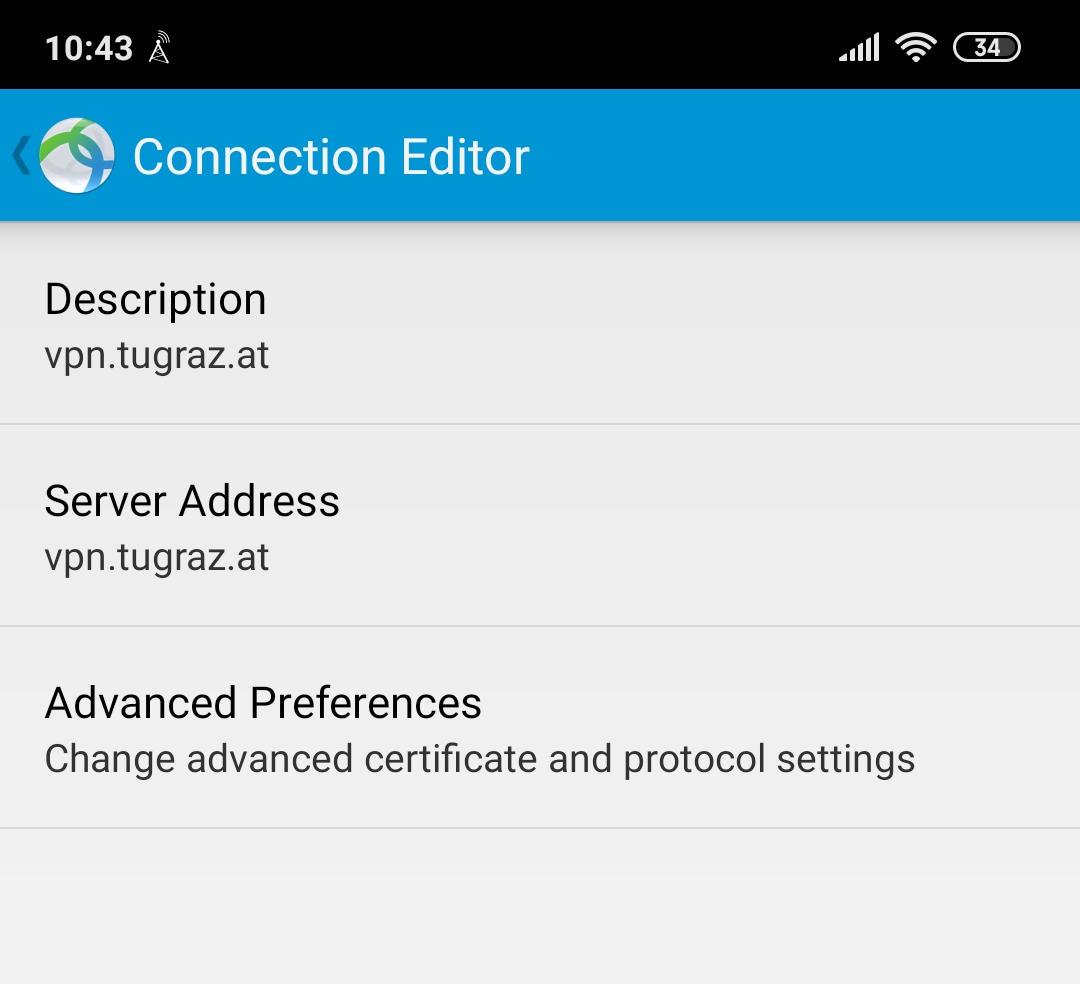 10:43
34
Connection Editor
Description
vpn.tugraz.at
Server Address
vpn.tugraz.at
Advanced Preferences
Change advanced certificate and protocol settings